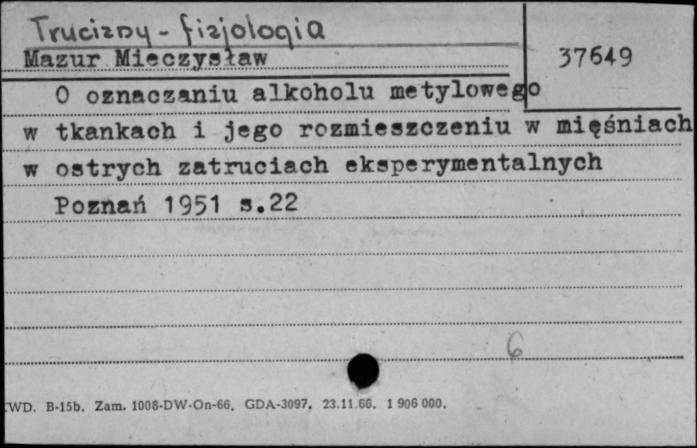 Trucizny - fizjologia
Mazur Mieczysław
37649
O oznaczaniu alkoholu metylowego
w tkankach i jego rozmieszczeniu w mięśniach
w ostrych zatruciach eksperymentalnych
Poznań 1951 s.22
6
WD. B-15b. Zam. 1008-DW-On-66. GDA-3097. 23.11.66. 1 906 000.